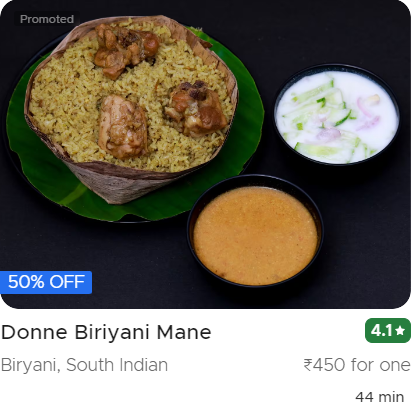 Promoted
50% OFF
Donne Biriyani Mane
4.1★
Biryani, South Indian
₹450 for one
44 min